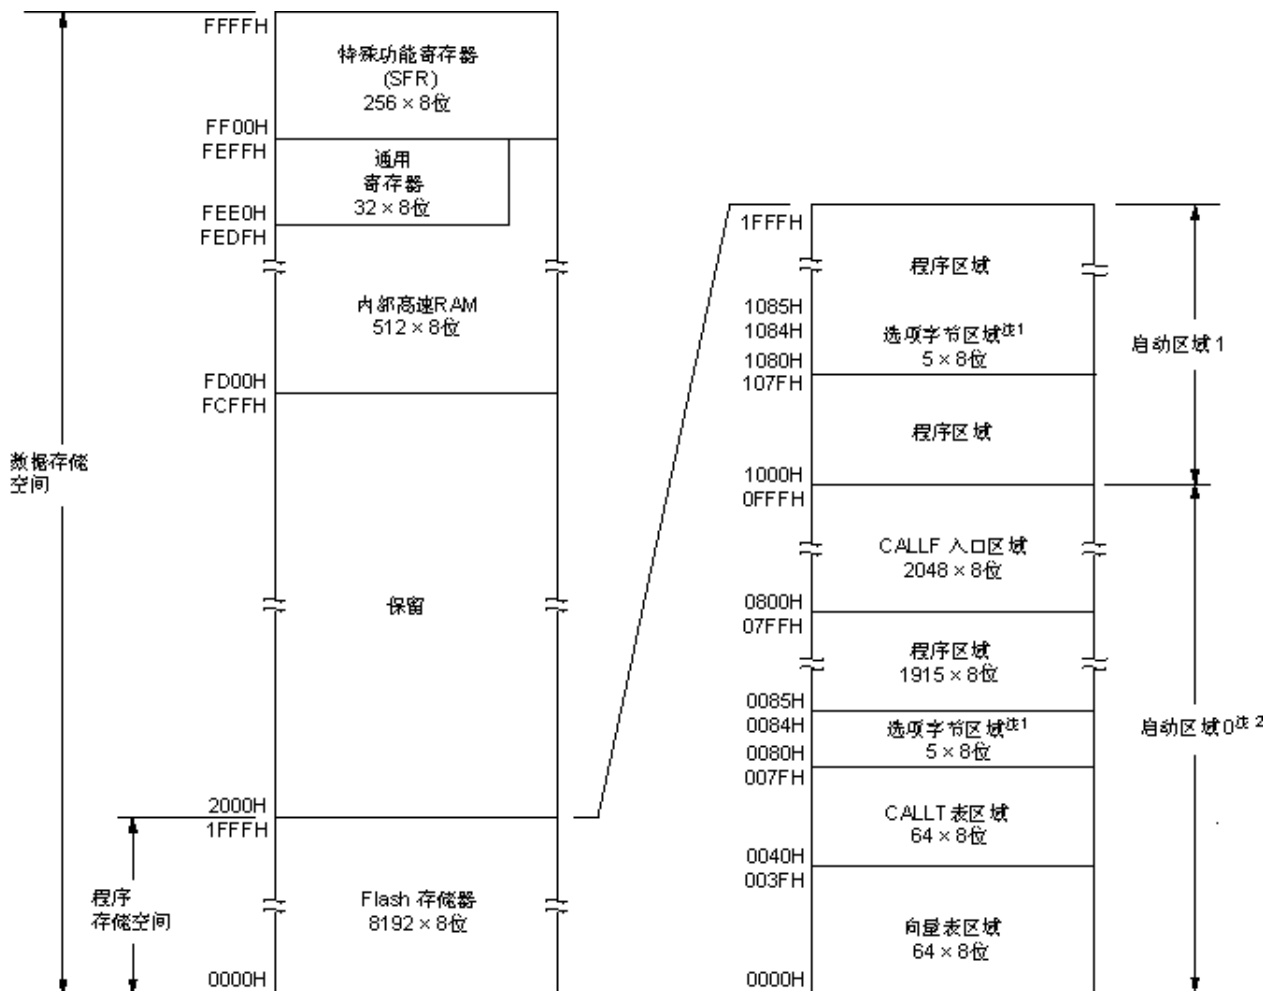 FFFFH
特殊功能寄存器
(SFR)
256 × 8位
FF00H
FEFFH
通用
寄存器
32 × 8位
FEE0H
FEDFH
内部高速RAM
512 × 8位
FD00H
FCFFH
数据存储
空间
保留
2000H
1FFFH
程序
存储空间
Flash 存储器
8192 × 8位
0000H
1FFFH
程序区域
1085H
1084H
选项字节区域注1
5 × 8位
1080H
107FH
启动区域 1
程序区域
1000H
0FFFH
CALLF 入口区域
2048 × 8位
0800H
07FFH
程序区域
1915 × 8位
0085H
0084H
选项字节区域注1
5 × 8位
0080H
007FH
启动区域0注 2
CALLT 表区域
64 × 8位
0040H
003FH
向量表区域
64 × 8位
0000H